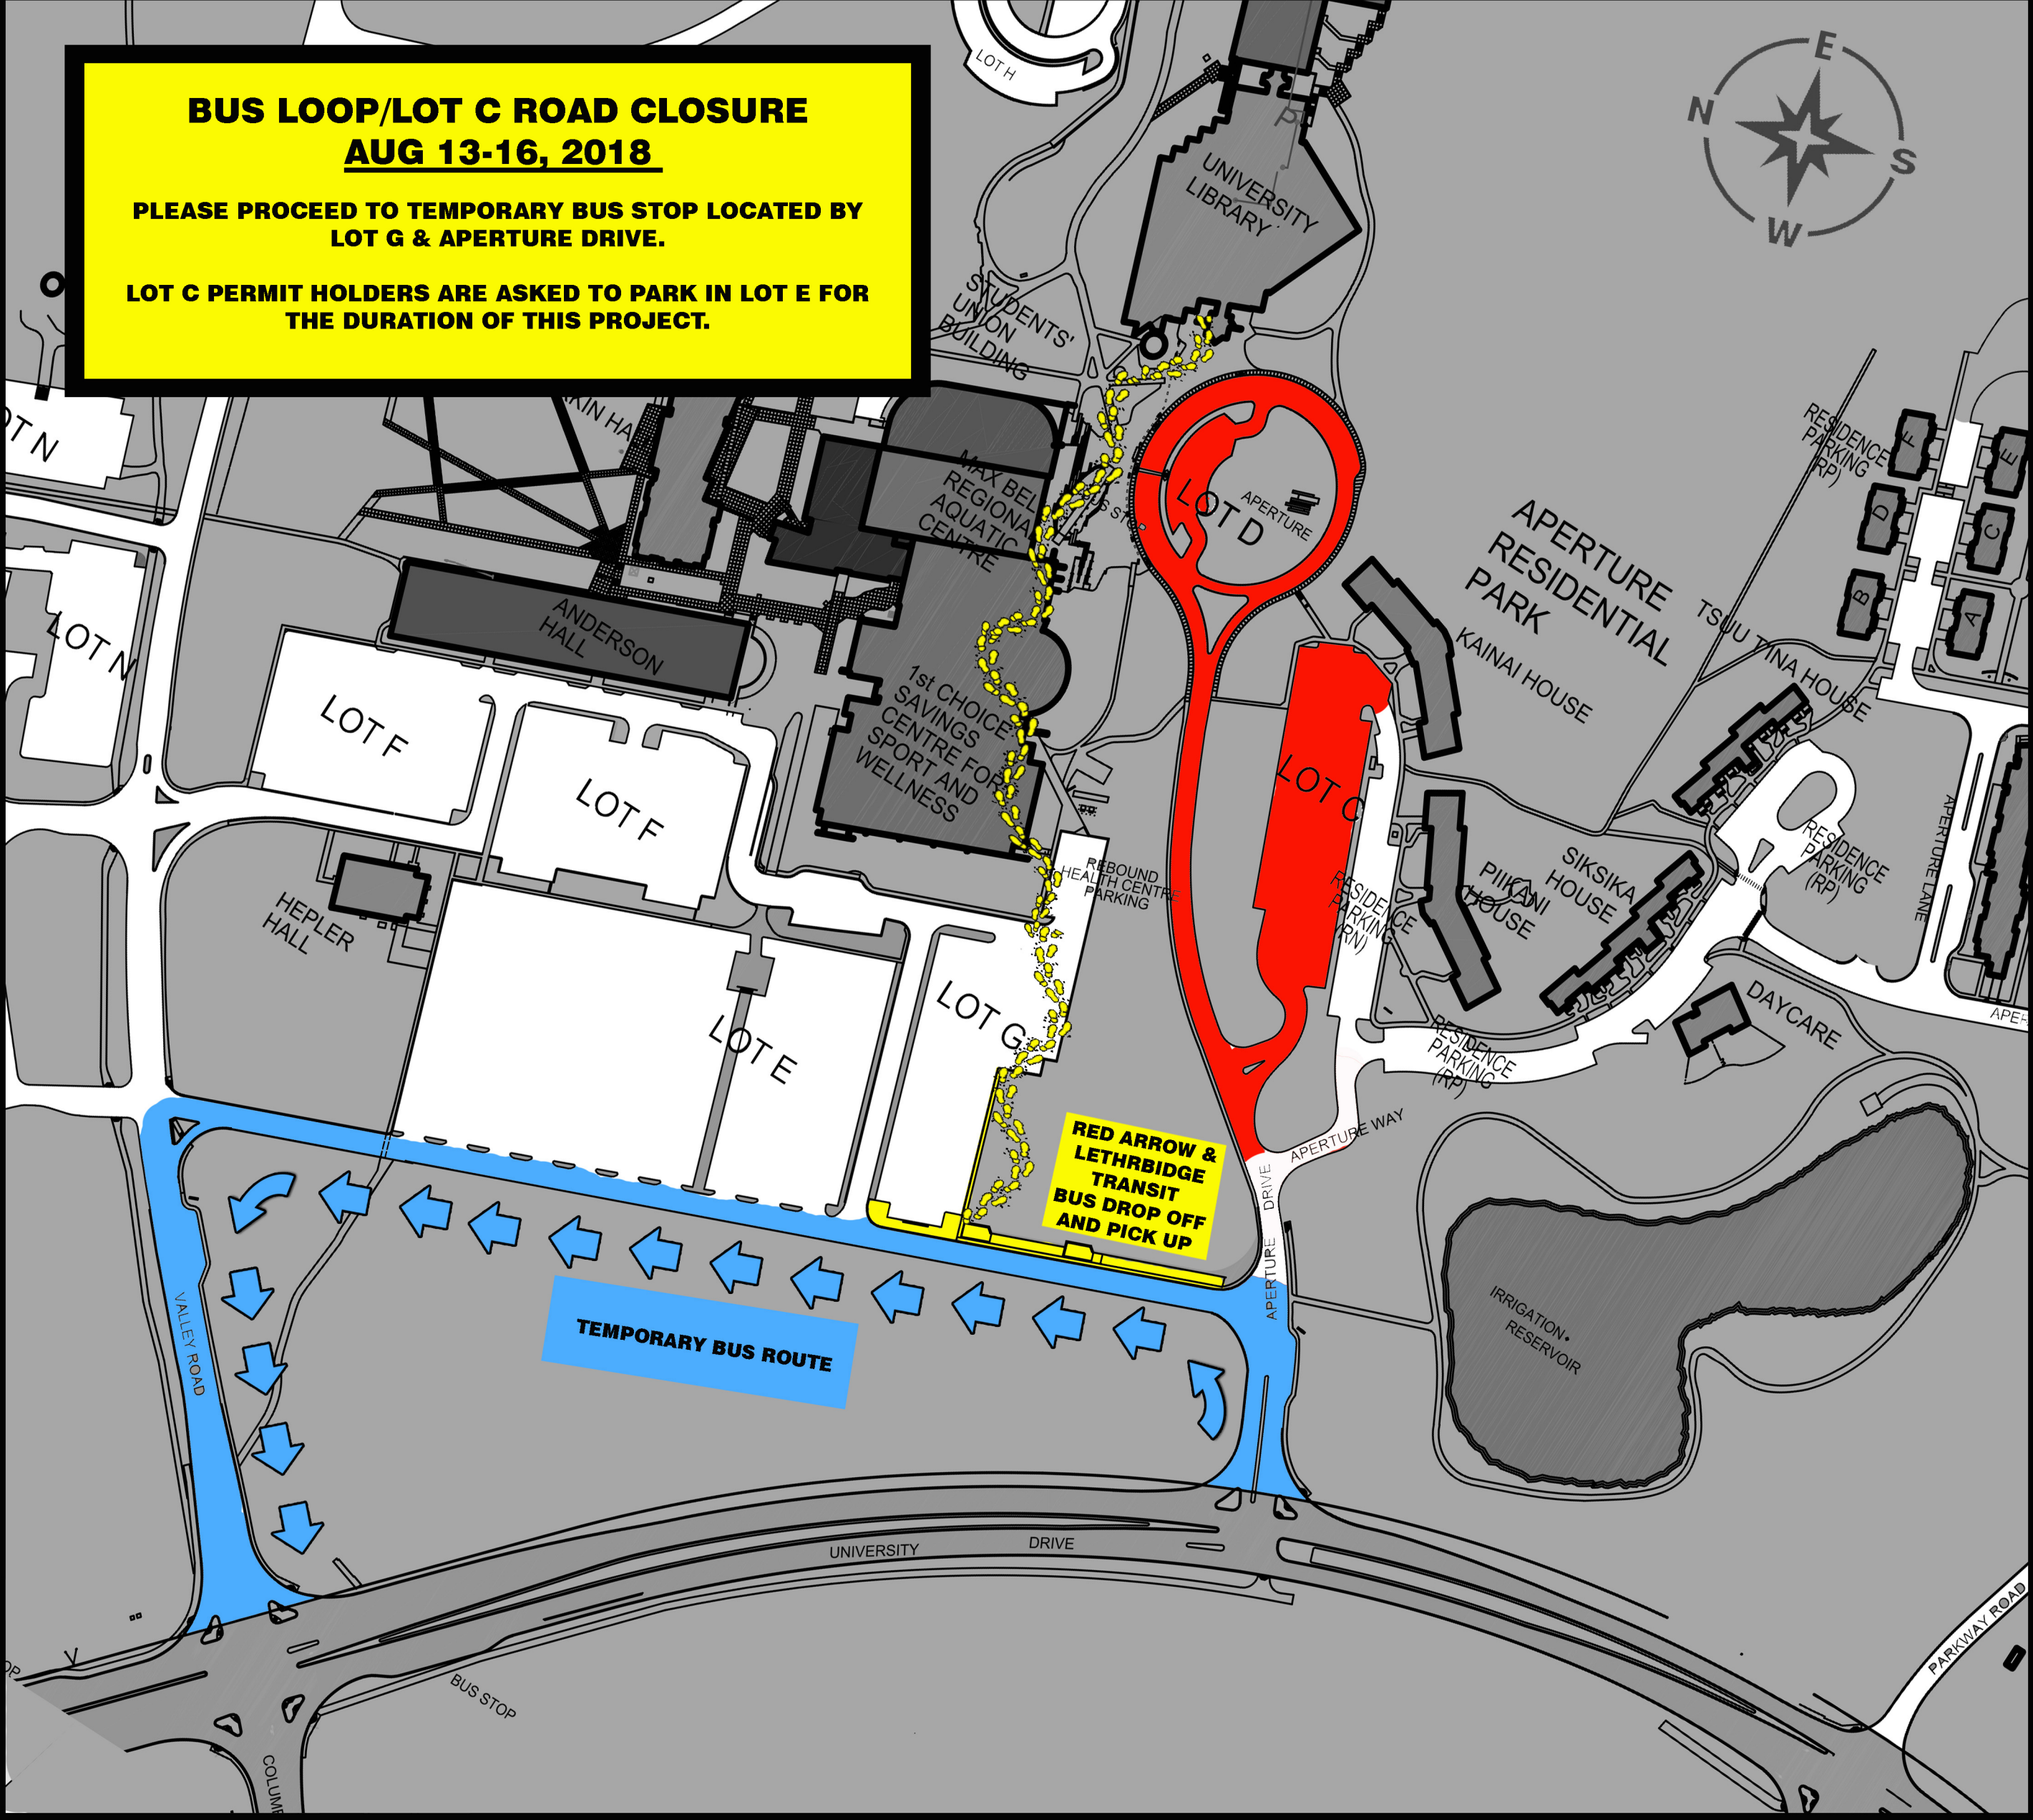 BUS LOOP/LOT C ROAD CLOSURE
AUG 13-16, 2018
PLEASE PROCEED TO TEMPORARY BUS STOP LOCATED BY
LOT G & APERTURE DRIVE.
LOT C PERMIT HOLDERS ARE ASKED TO PARK IN LOT E FOR
THE DURATION OF THIS PROJECT.
LOT H
E
N
S
W
UNIVERSITY
LIBRARY
STUDENTS'
UNION
BUILDING
MAX BEL
REGIONA
AQUATIC
CENTRE
LOT D
APERTURE
RESIDENCE
PARKING
(RP)
F
E
D
C
B
A
APERTURE
RESIDENTIAL
PARK
KAINAI HOUSE
TSUU T'INA HOUSE
LOT N
ANDERSON
HALL
LOT F
LOT F
1st CHOICE
SAVINGS
CENTRE FOR
SPORT AND
WELLNESS
LOT C
REBOUND
HEALTH CENTRE
PARKING
RESIDENCE
PARKING
(RN)
PIIKANI
HOUSE
SIKSIKA
HOUSE
RESIDENCE
PARKING
(RP)
APERTURE LANE
HEPLER
HALL
LOT E
LOT G
RESIDENCE
PARKING
(RP)
DAYCARE
APERTURE WAY
RED ARROW &
LETHRBIDGE
TRANSIT
BUS DROP OFF
AND PICK UP
APERTURE DRIVE
VALLEY ROAD
TEMPORARY BUS ROUTE
IRRIGATION
RESERVOIR
UNIVERSITY DRIVE
BUS STOP
PARKWAY ROAD